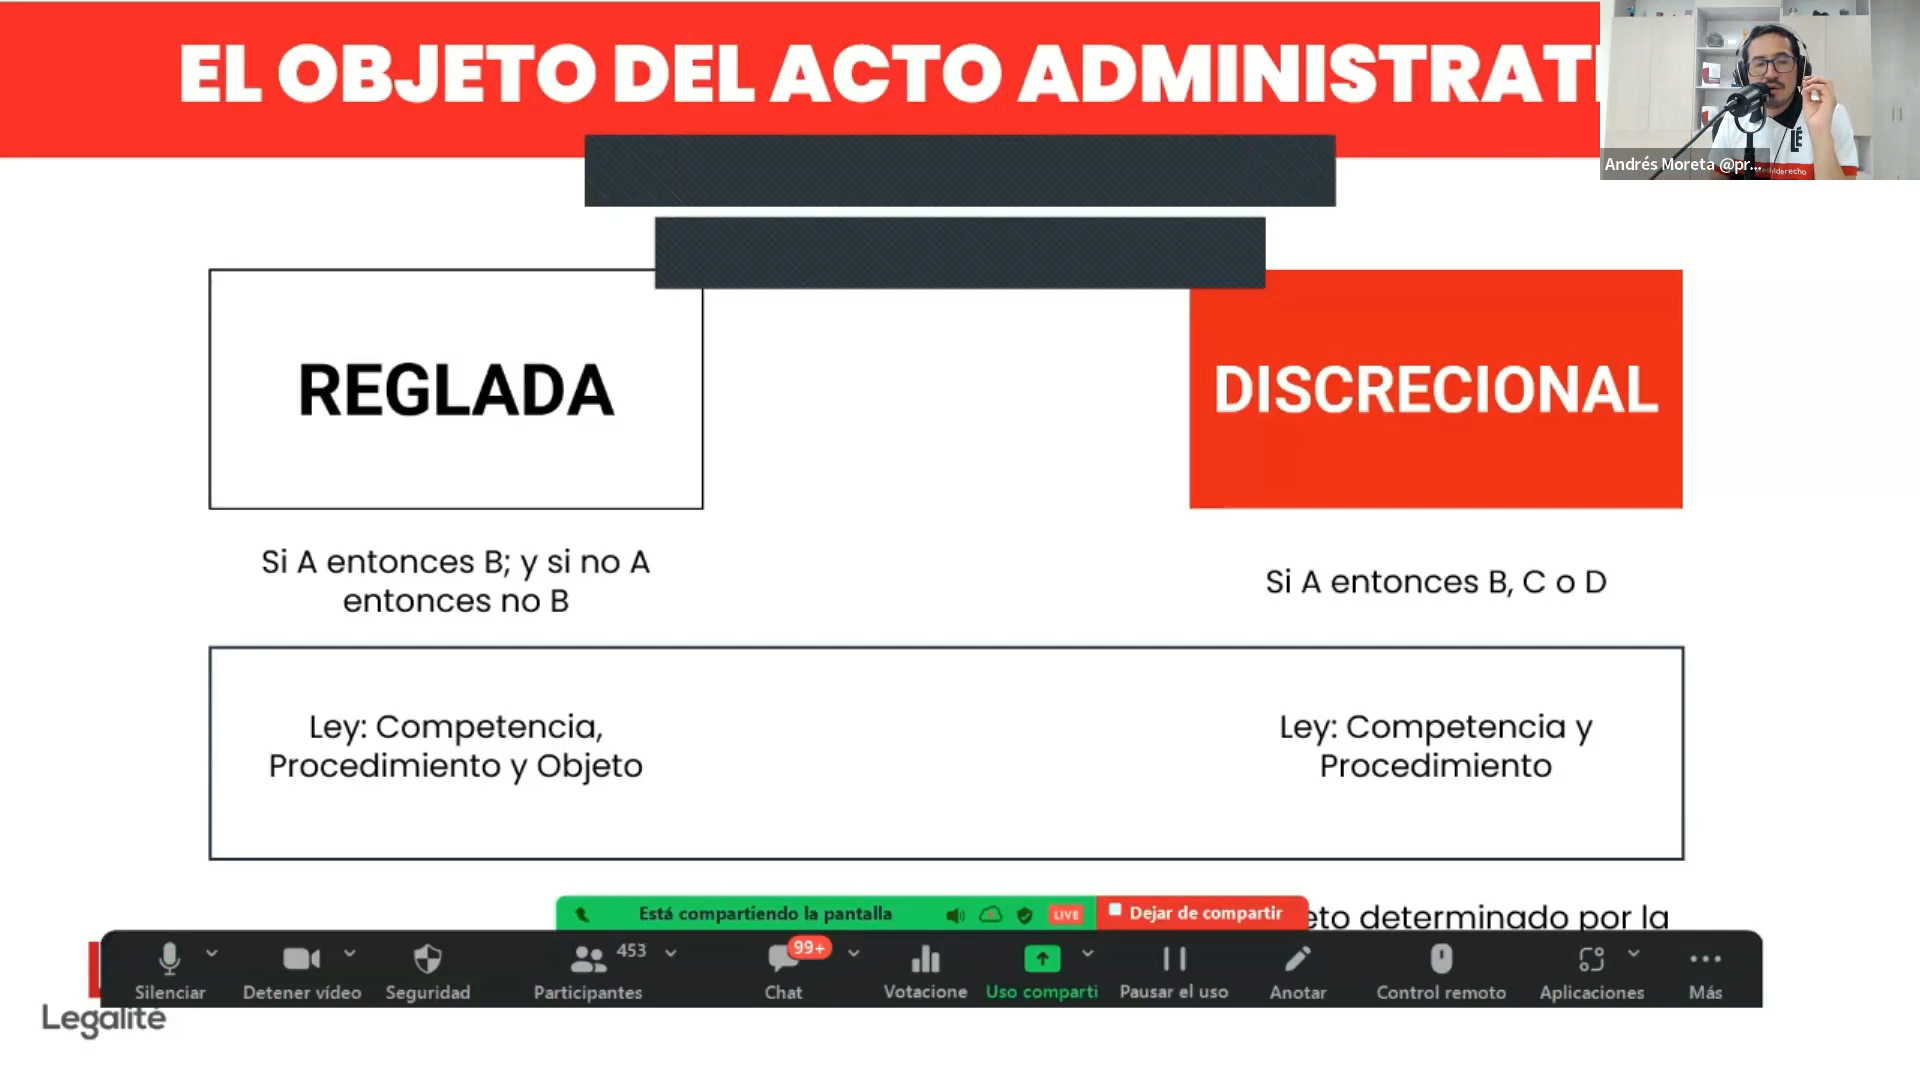 EL OBJETO DEL ACTO ADMINISTRATI
Andrés Moreta @pr...
REGLADA
DISCRECIONAL
Si A entonces B; y si no A
entonces no B
Si A entonces B, C o D
Ley: Competencia,
Procedimiento y Objeto
Ley: Competencia y
Procedimiento
Está compartiendo la pantalla
LIVE
Dejar de compartir
eto determinado por la
Silenciar
Detener vídeo
Seguridad
Participantes
453
Chat
99+
Votacione
Uso comparti
Pausar el uso
Anotar
Control remoto
Aplicaciones
Más
Legalité